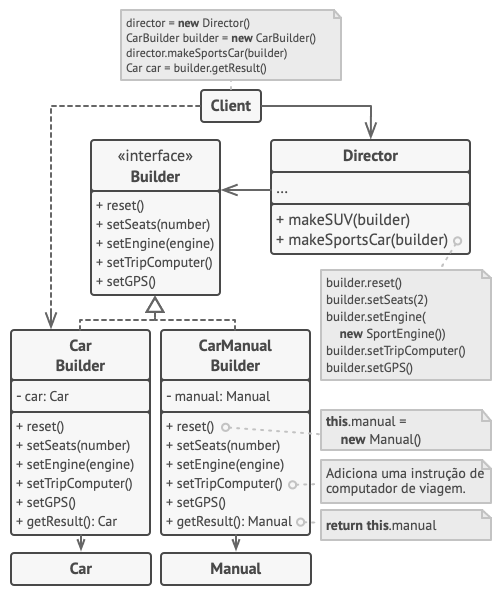 director = new Director()
CarBuilder builder = new CarBuilder()
director.makeSportsCar(builder)
Car car = builder.getResult()
Client
«interface»
Builder
+ reset()
+ setSeats(number)
+ setEngine(engine)
+ setTripComputer()
+ setGPS()
Director
...
+ makeSUV(builder)
+ makeSportsCar(builder)
builder.reset()
builder.setSeats(2)
builder.setEngine(
new SportEngine())
builder.setTripComputer()
builder.setGPS()
Car
Builder
- car: Car
+ reset()
+ setSeats(number)
+ setEngine(engine)
+ setTripComputer()
+ setGPS()
+ getResult(): Car
Car
CarManual
Builder
- manual: Manual
+ reset()
+ setSeats(number)
+ setEngine(engine)
+ setTripComputer()
+ setGPS()
+ getResult(): Manual
Manual
this.manual =
new Manual()
Adiciona uma instrução de
computador de viagem.
return this.manual